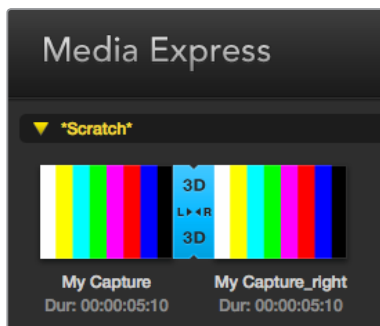 Media Express
*Scratch*
3D
L R
3D
My Capture My Capture_right
Dur: 00:00:05:10 Dur: 00:00:05:10